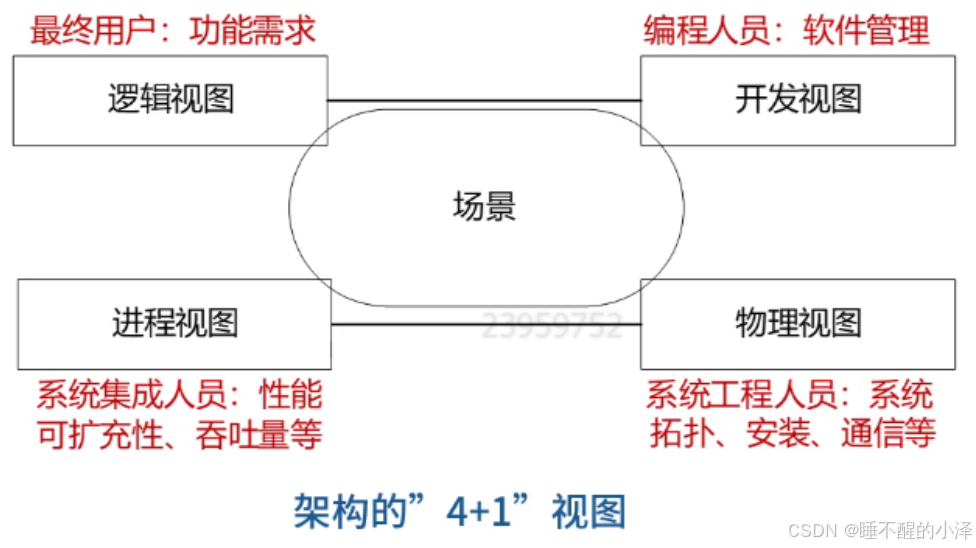 最终用户：功能需求
编程人员：软件管理
逻辑视图
开发视图
场景
进程视图
物理视图
23959752
系统集成人员：性能
可扩充性、吞吐量等
系统工程人员：系统
拓扑、安装、通信等
架构的”4+1”视图
CSDN @睡不醒的小泽